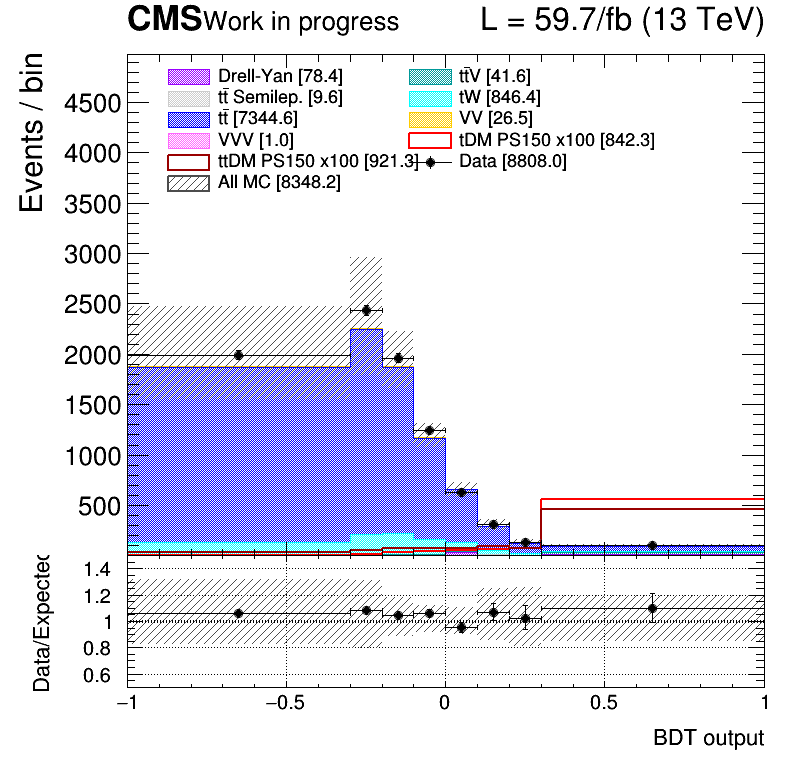 CMS Work in progress L = 59.7/fb (13 TeV)
Events / bin
Drell-Yan [78.4] tt̄V [41.6]
tt̄ Semilep. [9.6] tW [846.4]
tt̄ [7344.6] VV [26.5]
VVV [1.0] tDM PS150 x100 [842.3]
ttDM PS150 x100 [921.3] Data [8808.0]
All MC [8348.2]
4500
4000
3500
3000
2500
2000
1500
1000
500
Data/Expected
1.4
1.2
1
0.8
0.6
−1 −0.5 0 0.5 1
BDT output